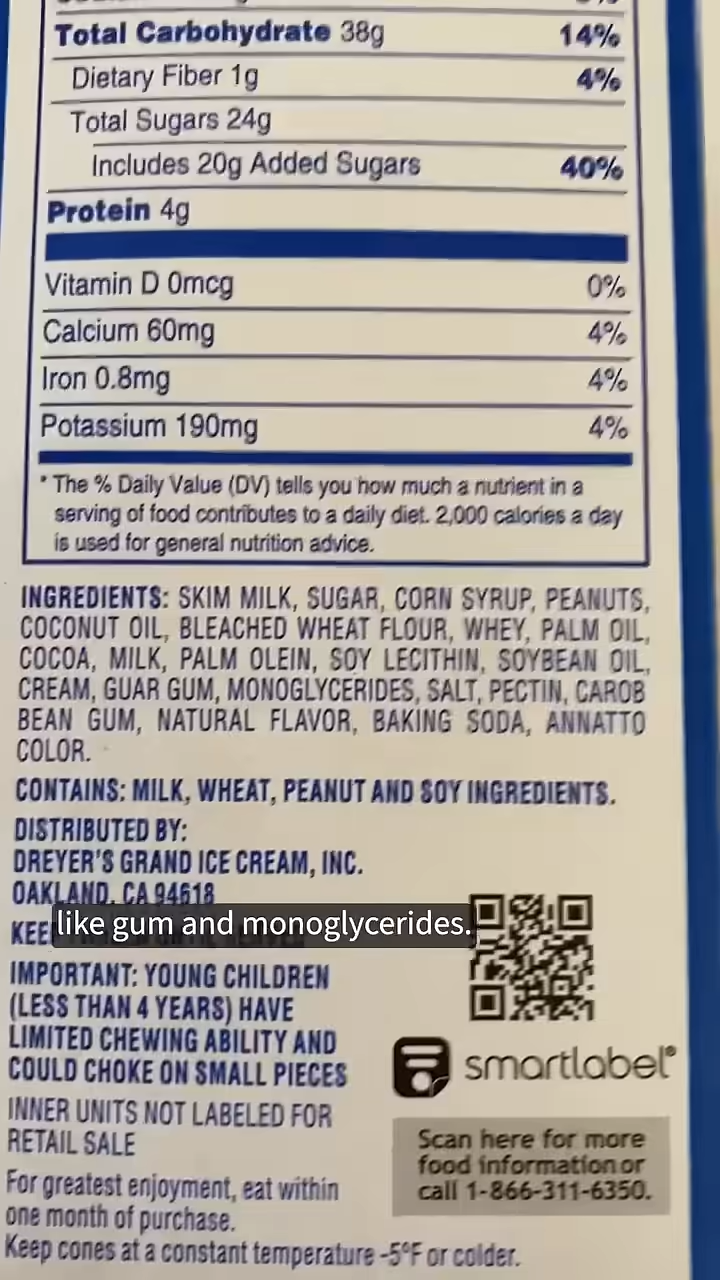 Total Carbohydrate 38g 14%
Dietary Fiber 1g 4%
Total Sugars 24g
Includes 20g Added Sugars 40%
Protein 4g
Vitamin D 0mcg 0%
Calcium 60mg 4%
Iron 0.8mg 4%
Potassium 190mg 4%
* The % Daily Value (DV) tells you how much a nutrient in a
serving of food contributes to a daily diet. 2,000 calories a day
is used for general nutrition advice.
INGREDIENTS: SKIM MILK, SUGAR, CORN SYRUP, PEANUTS,
COCONUT OIL, BLEACHED WHEAT FLOUR, WHEY, PALM OIL,
COCOA, MILK, PALM OLEIN, SOY LECITHIN, SOYBEAN OIL,
CREAM, GUAR GUM, MONOGLYCERIDES, SALT, PECTIN, CAROB
BEAN GUM, NATURAL FLAVOR, BAKING SODA, ANNATTO
COLOR.
CONTAINS: MILK, WHEAT, PEANUT AND SOY INGREDIENTS.
DISTRIBUTED BY:
DREYER'S GRAND ICE CREAM, INC.
OAKLAND, CA 94618
like gum and monoglycerides.
IMPORTANT: YOUNG CHILDREN
(LESS THAN 4 YEARS) HAVE
LIMITED CHEWING ABILITY AND
COULD CHOKE ON SMALL PIECES
INNER UNITS NOT LABELED FOR
RETAIL SALE
For greatest enjoyment, eat within
one month of purchase.
Keep cones at a constant temperature -5°F or colder.
smartlabel®
Scan here for more
food information or
call 1-866-311-6350.